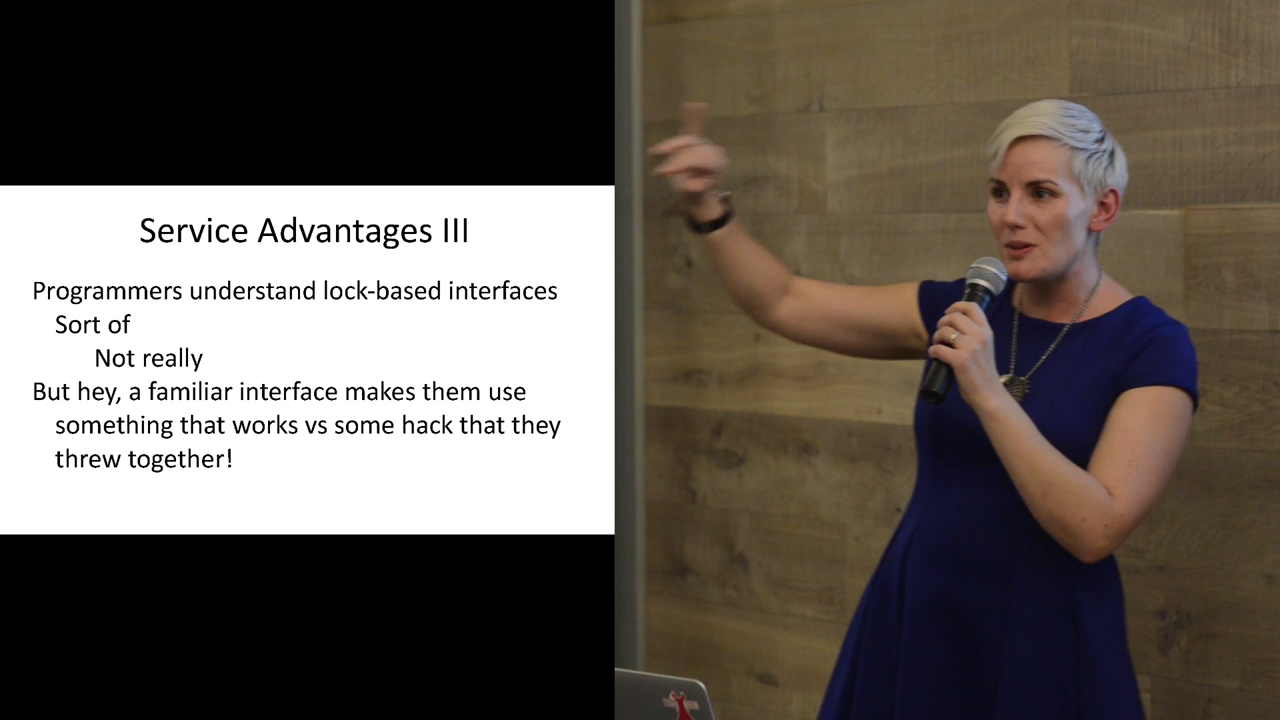 Service Advantages III
Programmers understand lock-based interfaces
Sort of
Not really
But hey, a familiar interface makes them use
something that works vs some hack that they
threw together!